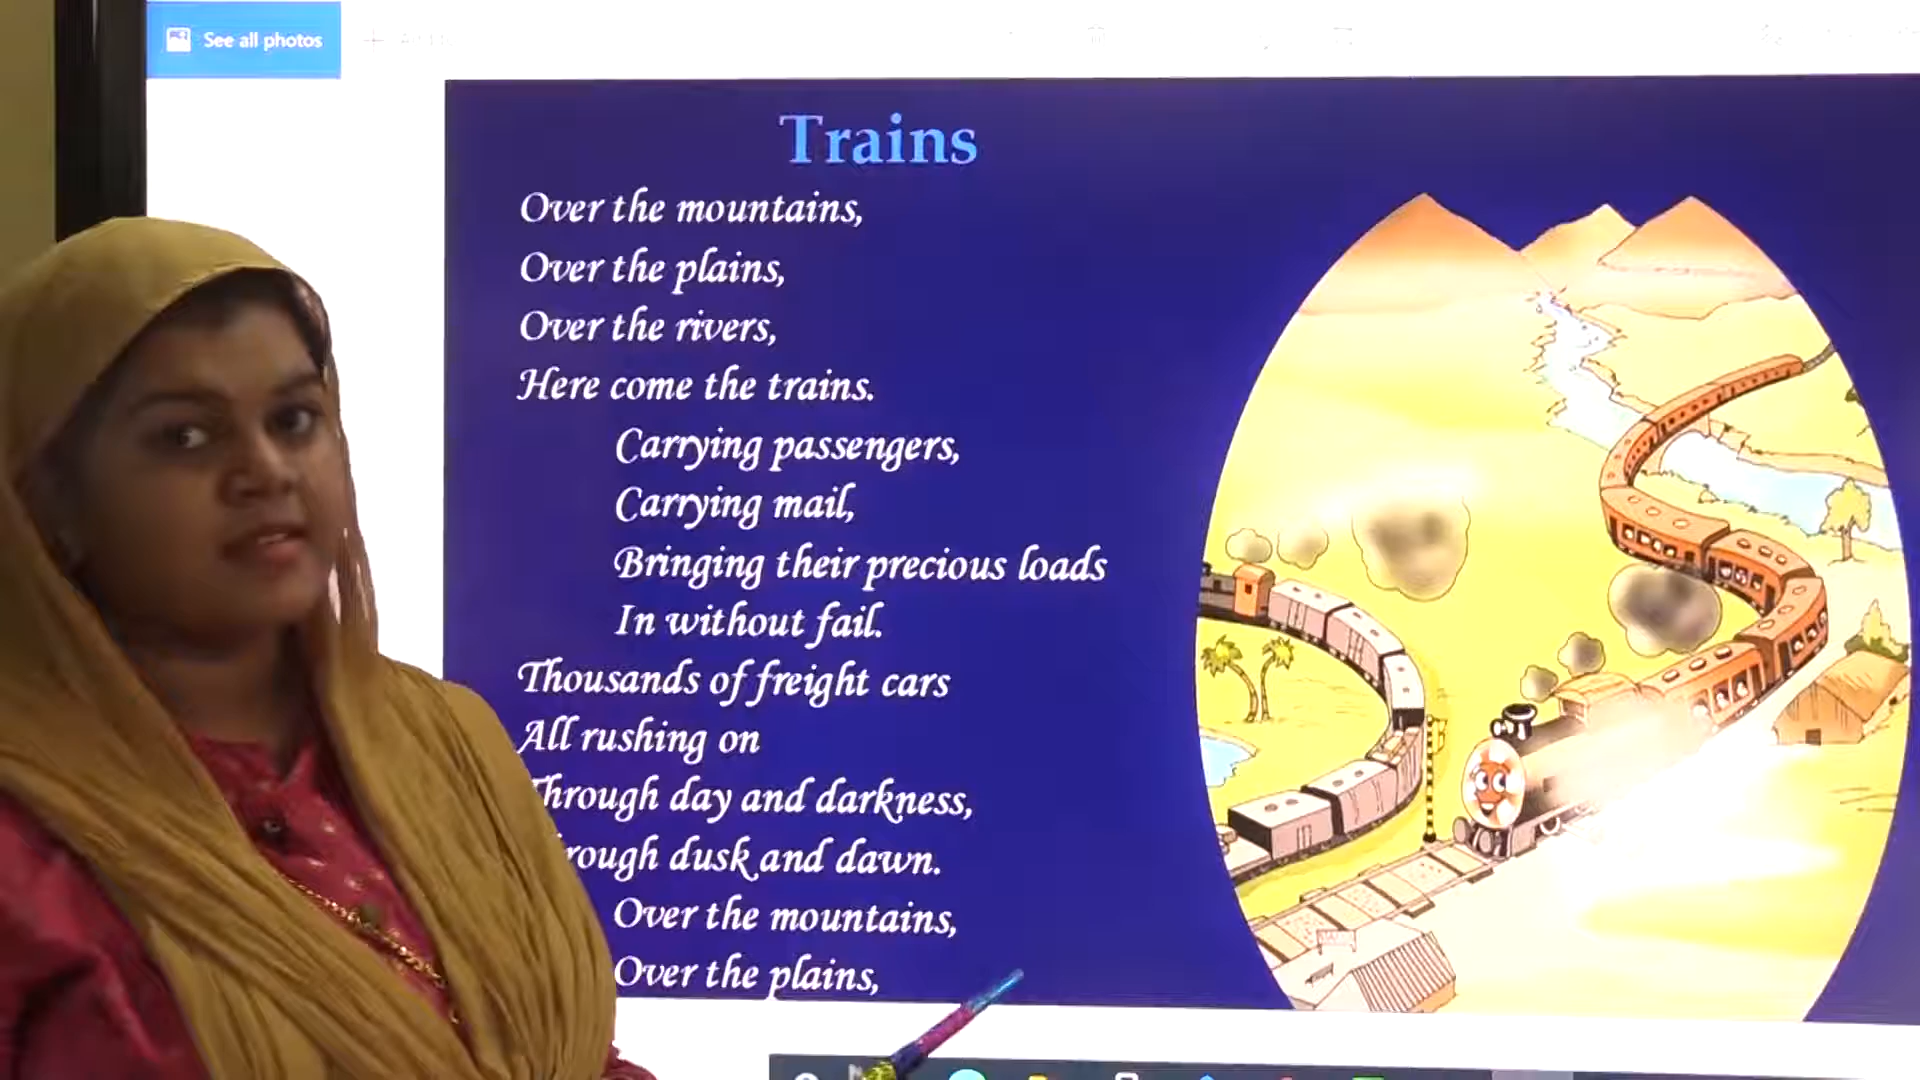 See all photos
Trains
Over the mountains,
Over the plains,
Over the rivers,
Here come the trains.
Carrying passengers,
Carrying mail,
Bringing their precious loads
In without fail.
Thousands of freight cars
All rushing on
Through day and darkness,
rough dusk and dawn.
Over the mountains,
Over the plains,